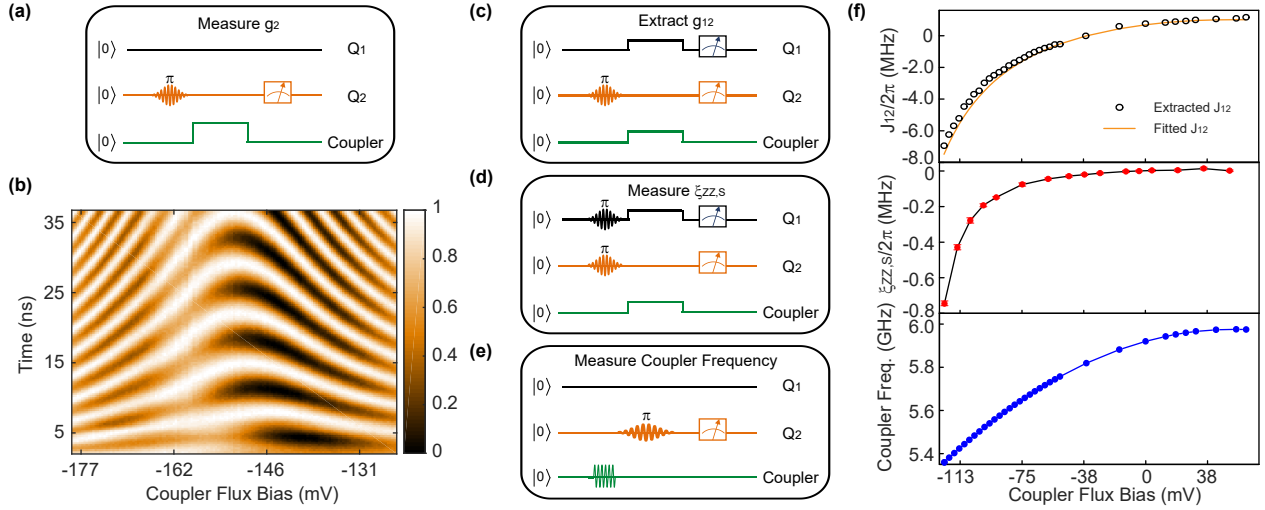 (a)
Measure g2
|0⟩
Q1
π
|0⟩
Q2
|0⟩
Coupler
(b)
35
25
15
5
Time (ns)
-177
-162
-146
-131
Coupler Flux Bias (mV)
1
0.8
0.6
0.4
0.2
0
(c)
Extract g12
|0⟩
Q1
π
|0⟩
Q2
|0⟩
Coupler
(d)
Measure ξZZ,S
π
|0⟩
Q1
π
|0⟩
Q2
|0⟩
Coupler
(e)
Measure Coupler Frequency
|0⟩
Q1
π
|0⟩
Q2
|0⟩
Coupler
(f)
J12/2π (MHz)
0
-2.0
-4.0
-6.0
-8.0
Extracted J12
Fitted J12
ξZZ,S/2π (MHz)
0
-0.2
-0.4
-0.6
-0.8
Coupler Freq. (GHz)
6.0
5.8
5.6
5.4
-113
-75
-38
0
38
Coupler Flux Bias (mV)